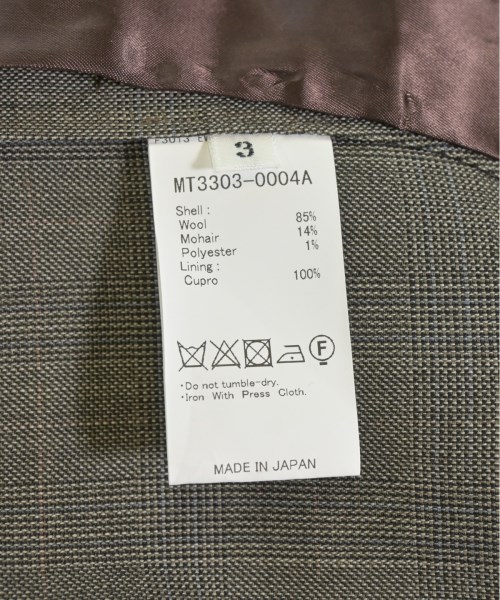 3
MT3303-0004A
Shell :
Wool 85%
Mohair 14%
Polyester 1%
Lining :
Cupro 100%
F
・Do not tumble-dry.
・Iron With Press Cloth.
MADE IN JAPAN